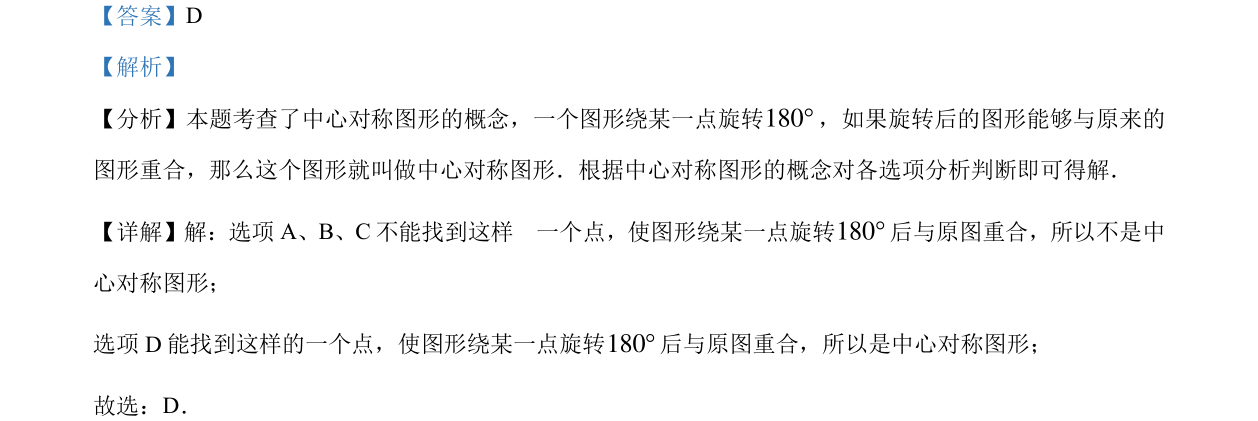 【答案】D
【解析】
【分析】本题考查了中心对称图形的概念，一个图形绕某一点旋转180°，如果旋转后的图形能够与原来的
图形重合，那么这个图形就叫做中心对称图形．根据中心对称图形的概念对各选项分析判断即可得解．
【详解】解：选项 A、B、C 不能找到这样 一个点，使图形绕某一点旋转180°后与原图重合，所以不是中
心对称图形；
选项 D 能找到这样的一个点，使图形绕某一点旋转180°后与原图重合，所以是中心对称图形；
故选：D．